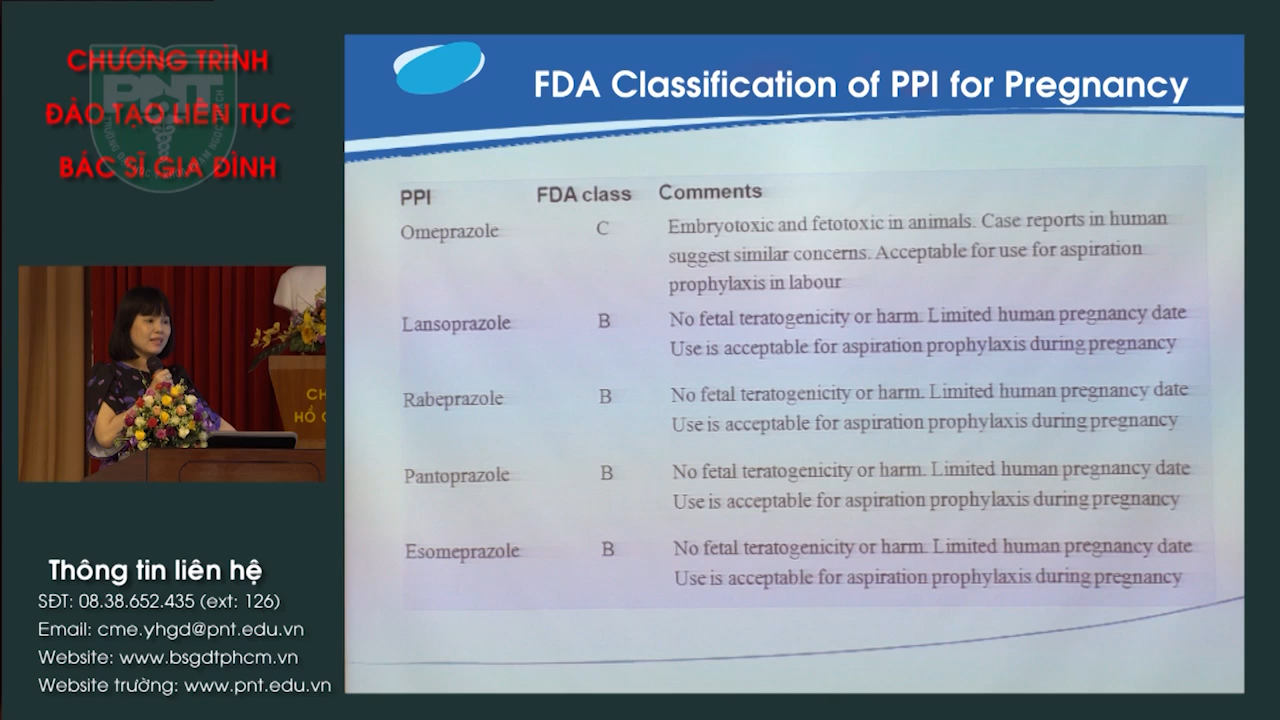 CHƯƠNG TRÌNH
ĐÀO TẠO LIÊN TỤC
BÁC SĨ GIA ĐÌNH
PNT
CH
HỒ C
Thông tin liên hệ
SĐT: 08.38.652.435 (ext: 126)
Email: cme.yhgd@pnt.edu.vn
Website: www.bsgdtphcm.vn
Website trường: www.pnt.edu.vn
FDA Classification of PPI for Pregnancy
PPI FDA class Comments
Omeprazole C Embryotoxic and fetotoxic in animals. Case reports in human
suggest similar concerns. Acceptable for use for aspiration
prophylaxis in labour
Lansoprazole B No fetal teratogenicity or harm. Limited human pregnancy date
Use is acceptable for aspiration prophylaxis during pregnancy
Rabeprazole B No fetal teratogenicity or harm. Limited human pregnancy date
Use is acceptable for aspiration prophylaxis during pregnancy
Pantoprazole B No fetal teratogenicity or harm. Limited human pregnancy date
Use is acceptable for aspiration prophylaxis during pregnancy
Esomeprazole B No fetal teratogenicity or harm. Limited human pregnancy date
Use is acceptable for aspiration prophylaxis during pregnancy